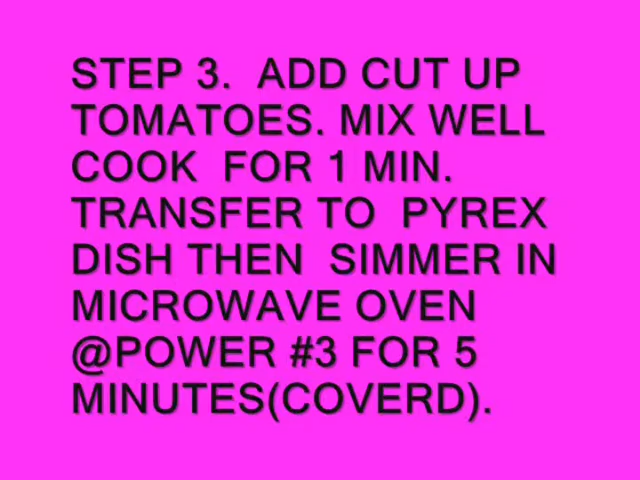 STEP 3.  ADD CUT UP
TOMATOES. MIX WELL
COOK  FOR 1 MIN.
TRANSFER TO  PYREX
DISH THEN  SIMMER IN
MICROWAVE OVEN
@POWER #3 FOR 5
MINUTES(COVERD).